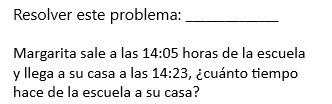 Resolver este problema: ______________
Margarita sale a las 14:05 horas de la escuela
y llega a su casa a las 14:23, ¿cuánto tiempo
hace de la escuela a su casa?